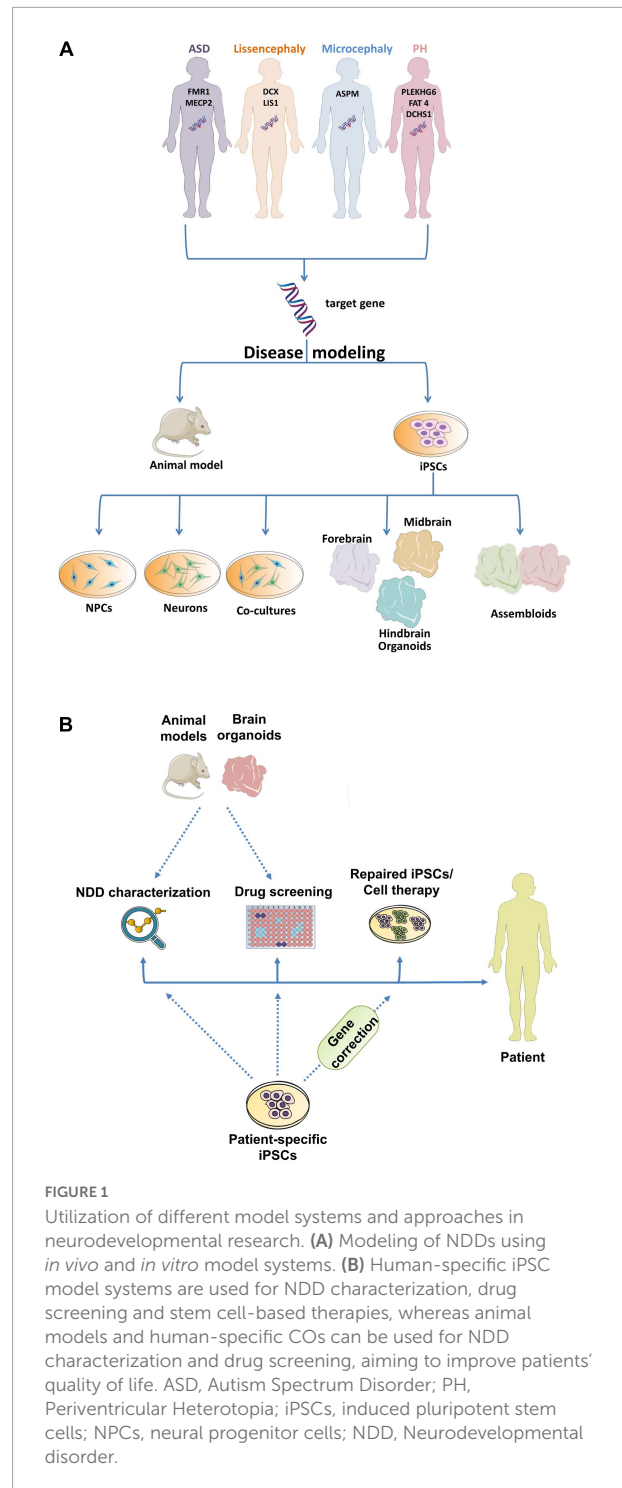 A
ASD Lissencephaly Microcephaly PH
FMR1
MECP2
DCX
LIS1
ASPM
PLEKHG6
FAT 4
DCHS1
target gene
Disease modeling
Animal model
iPSCs
Forebrain
Midbrain
Hindbrain
Organoids
NPCs
Neurons
Co-cultures
Assembloids
B
Animal
models
Brain
organoids
NDD characterization
Drug screening
Repaired iPSCs/
Cell therapy
Gene
correction
Patient
Patient-specific
iPSCs
FIGURE 1
Utilization of different model systems and approaches in
neurodevelopmental research. (A) Modeling of NDDs using
in vivo and in vitro model systems. (B) Human-specific iPSC
model systems are used for NDD characterization, drug
screening and stem cell-based therapies, whereas animal
models and human-specific COs can be used for NDD
characterization and drug screening, aiming to improve patients’
quality of life. ASD, Autism Spectrum Disorder; PH,
Periventricular Heterotopia; iPSCs, induced pluripotent stem
cells; NPCs, neural progenitor cells; NDD, Neurodevelopmental
disorder.